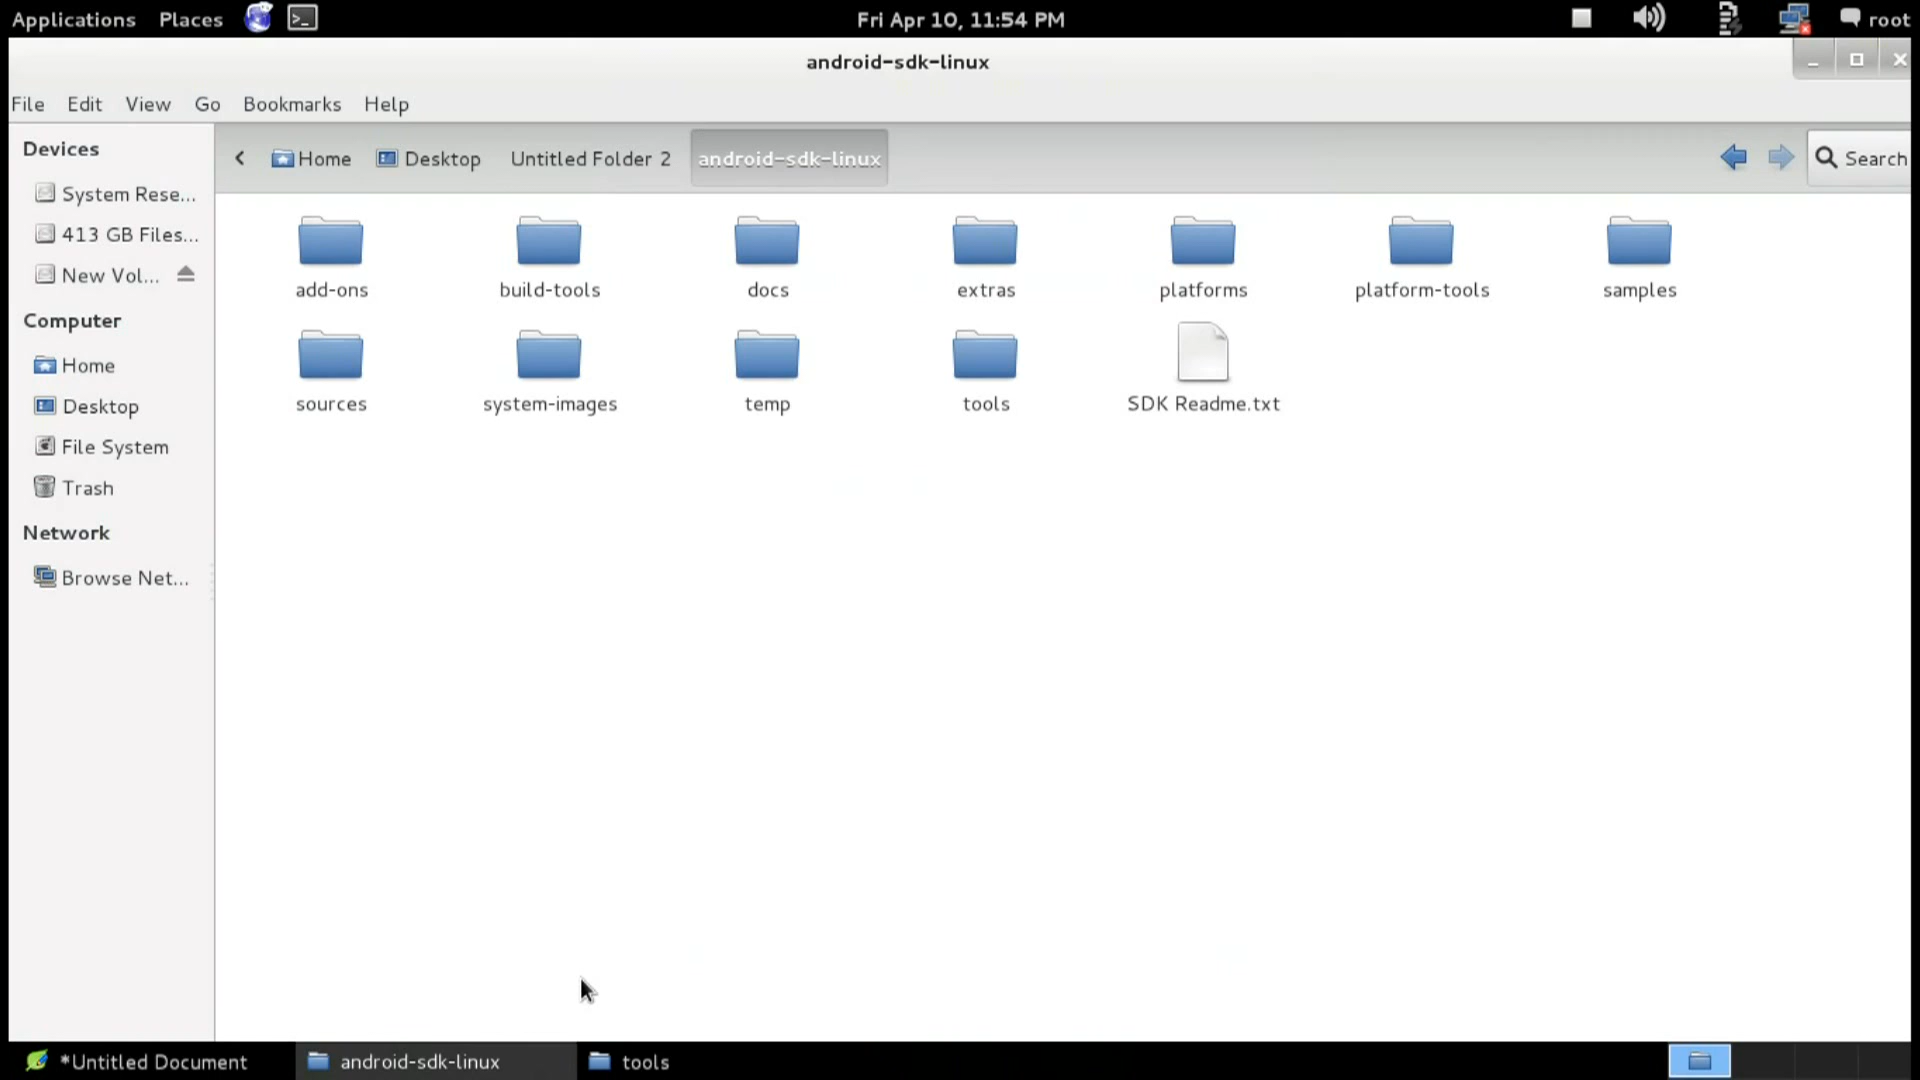 Applications Places Fri Apr 10, 11:54 PM root
android-sdk-linux
File Edit View Go Bookmarks Help
Devices
System Rese...
413 GB Files...
New Vol...
Computer
Home
Desktop
File System
Trash
Network
Browse Net...
Home Desktop Untitled Folder 2 android-sdk-linux Search
add-ons build-tools docs extras platforms platform-tools samples
sources system-images temp tools SDK Readme.txt
*Untitled Document android-sdk-linux tools